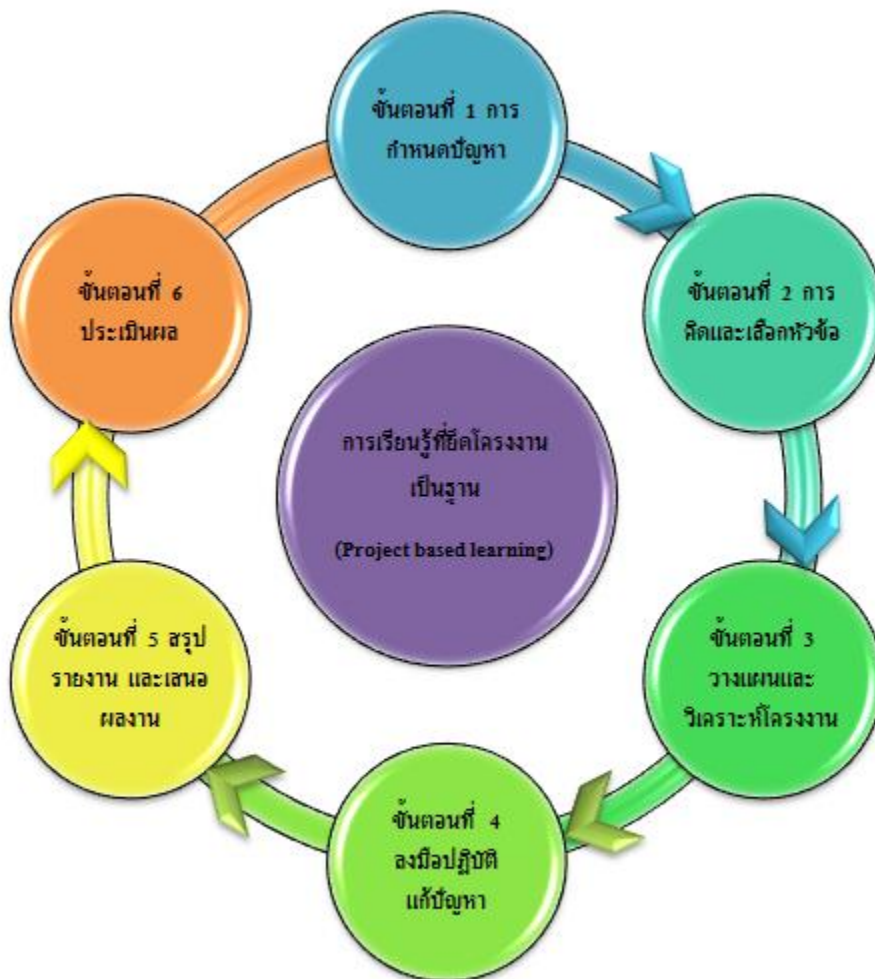 ขั้นตอนที่ 1 การ
กำหนดปัญหา
ขั้นตอนที่ 2 การ
คิดและเลือกหัวข้อ
ขั้นตอนที่ 3
วางแผนและ
วิเคราะห์โครงงาน
ขั้นตอนที่ 4
ลงมือปฏิบัติ
แก้ปัญหา
ขั้นตอนที่ 5 สรุป
รายงาน และเสนอ
ผลงาน
ขั้นตอนที่ 6
ประเมินผล
การเรียนรู้ที่ยึดโครงงาน
เป็นฐาน
(Project based learning)